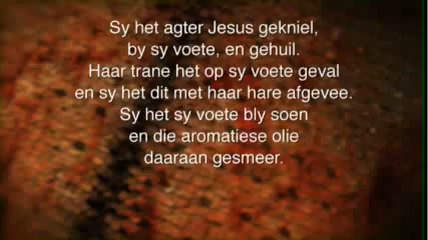 Sy het agter Jesus gekniel,
by sy voete, en gehuil.
Haar trane het op sy voete geval
en sy het dit met haar hare afgevee.
Sy het sy voete bly soen
en die aromatiese olie
daaraan gesmeer.